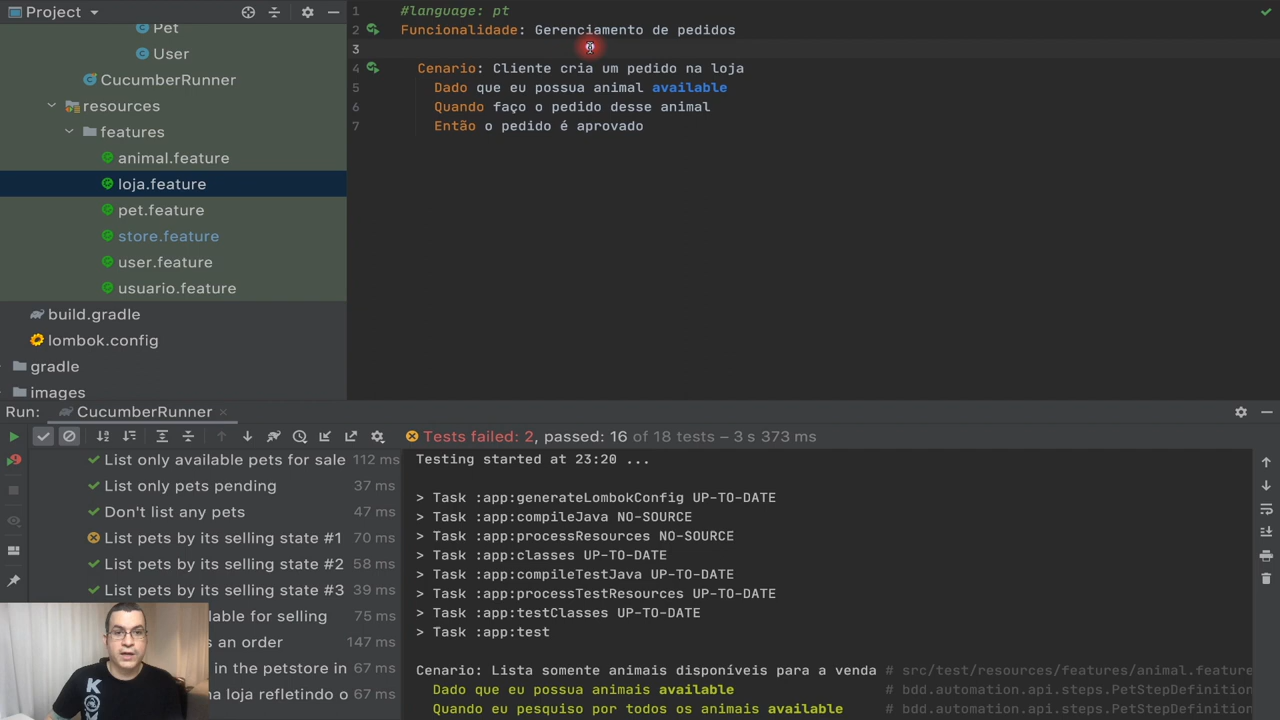 Project
Pet
User
CucumberRunner
resources
features
animal.feature
loja.feature
pet.feature
store.feature
user.feature
usuario.feature
build.gradle
lombok.config
gradle
images
1 #language: pt
2 Funcionalidade: Gerenciamento de pedidos
3
4 Cenario: Cliente cria um pedido na loja
5 Dado que eu possua animal available
6 Quando faço o pedido desse animal
7 Então o pedido é aprovado
Run: CucumberRunner
Tests failed: 2, passed: 16 of 18 tests – 3 s 373 ms
List only available pets for sale 112 ms
List only pets pending 37 ms
Don't list any pets 47 ms
List pets by its selling state #1 70 ms
List pets by its selling state #2 58 ms
List pets by its selling state #3 39 ms
for selling 75 ms
an order 147 ms
in the petstore in 67 ms
loja refletindo o 67 ms
Testing started at 23:20 ...
> Task :app:generateLombokConfig UP-TO-DATE
> Task :app:compileJava NO-SOURCE
> Task :app:processResources NO-SOURCE
> Task :app:classes UP-TO-DATE
> Task :app:compileTestJava UP-TO-DATE
> Task :app:processTestResources UP-TO-DATE
> Task :app:testClasses UP-TO-DATE
> Task :app:test
Cenario: Lista somente animais disponíveis para a venda # src/test/resources/features/animal.feature
Dado que eu possua animais available # bdd.automation.api.steps.PetStepDefinition
Quando eu pesquiso por todos os animais available # bdd.automation.api.steps.PetStepDefinition